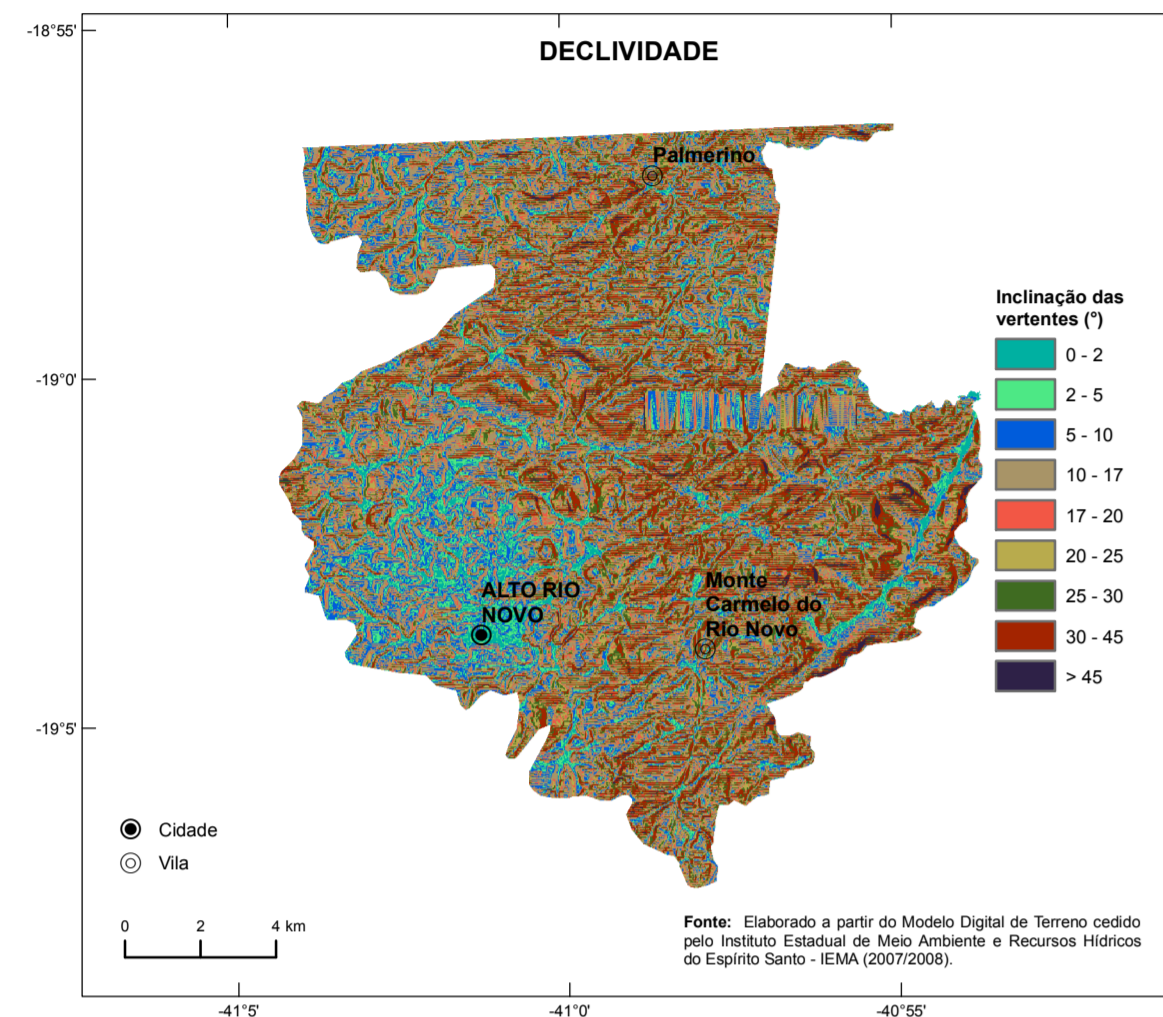 DECLIVIDADE
-18°55'
-19°0'
-19°5'
Palmerino
ALTO RIO
NOVO
Monte
Carmelo do
Rio Novo
Inclinação das
vertentes (°)
0 - 2
2 - 5
5 - 10
10 - 17
17 - 20
20 - 25
25 - 30
30 - 45
> 45
Cidade
Vila
0 2 4 km
Fonte: Elaborado a partir do Modelo Digital de Terreno cedido
pelo Instituto Estadual de Meio Ambiente e Recursos Hídricos
do Espírito Santo - IEMA (2007/2008).
-41°5' -41°0' -40°55'